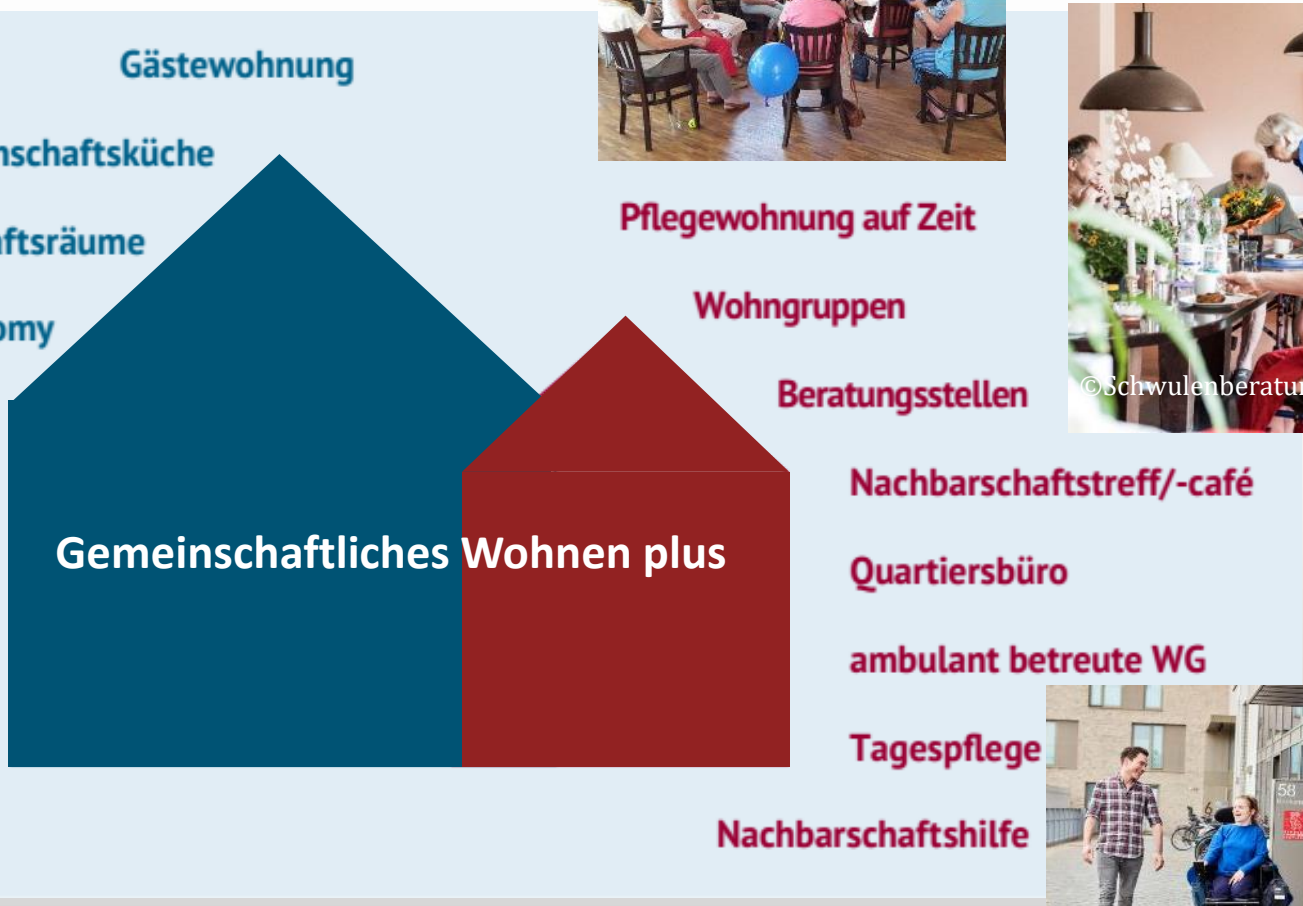 Gästewohnung
nschaftsküche
ftsräume
omy
Pflegewohnung auf Zeit
Wohngruppen
Beratungsstellen
©Schwulenberatun
Nachbarschaftstreff/-café
Gemeinschaftliches Wohnen plus
Quartiersbüro
ambulant betreute WG
Tagespflege
58
Nachbarschaftshilfe